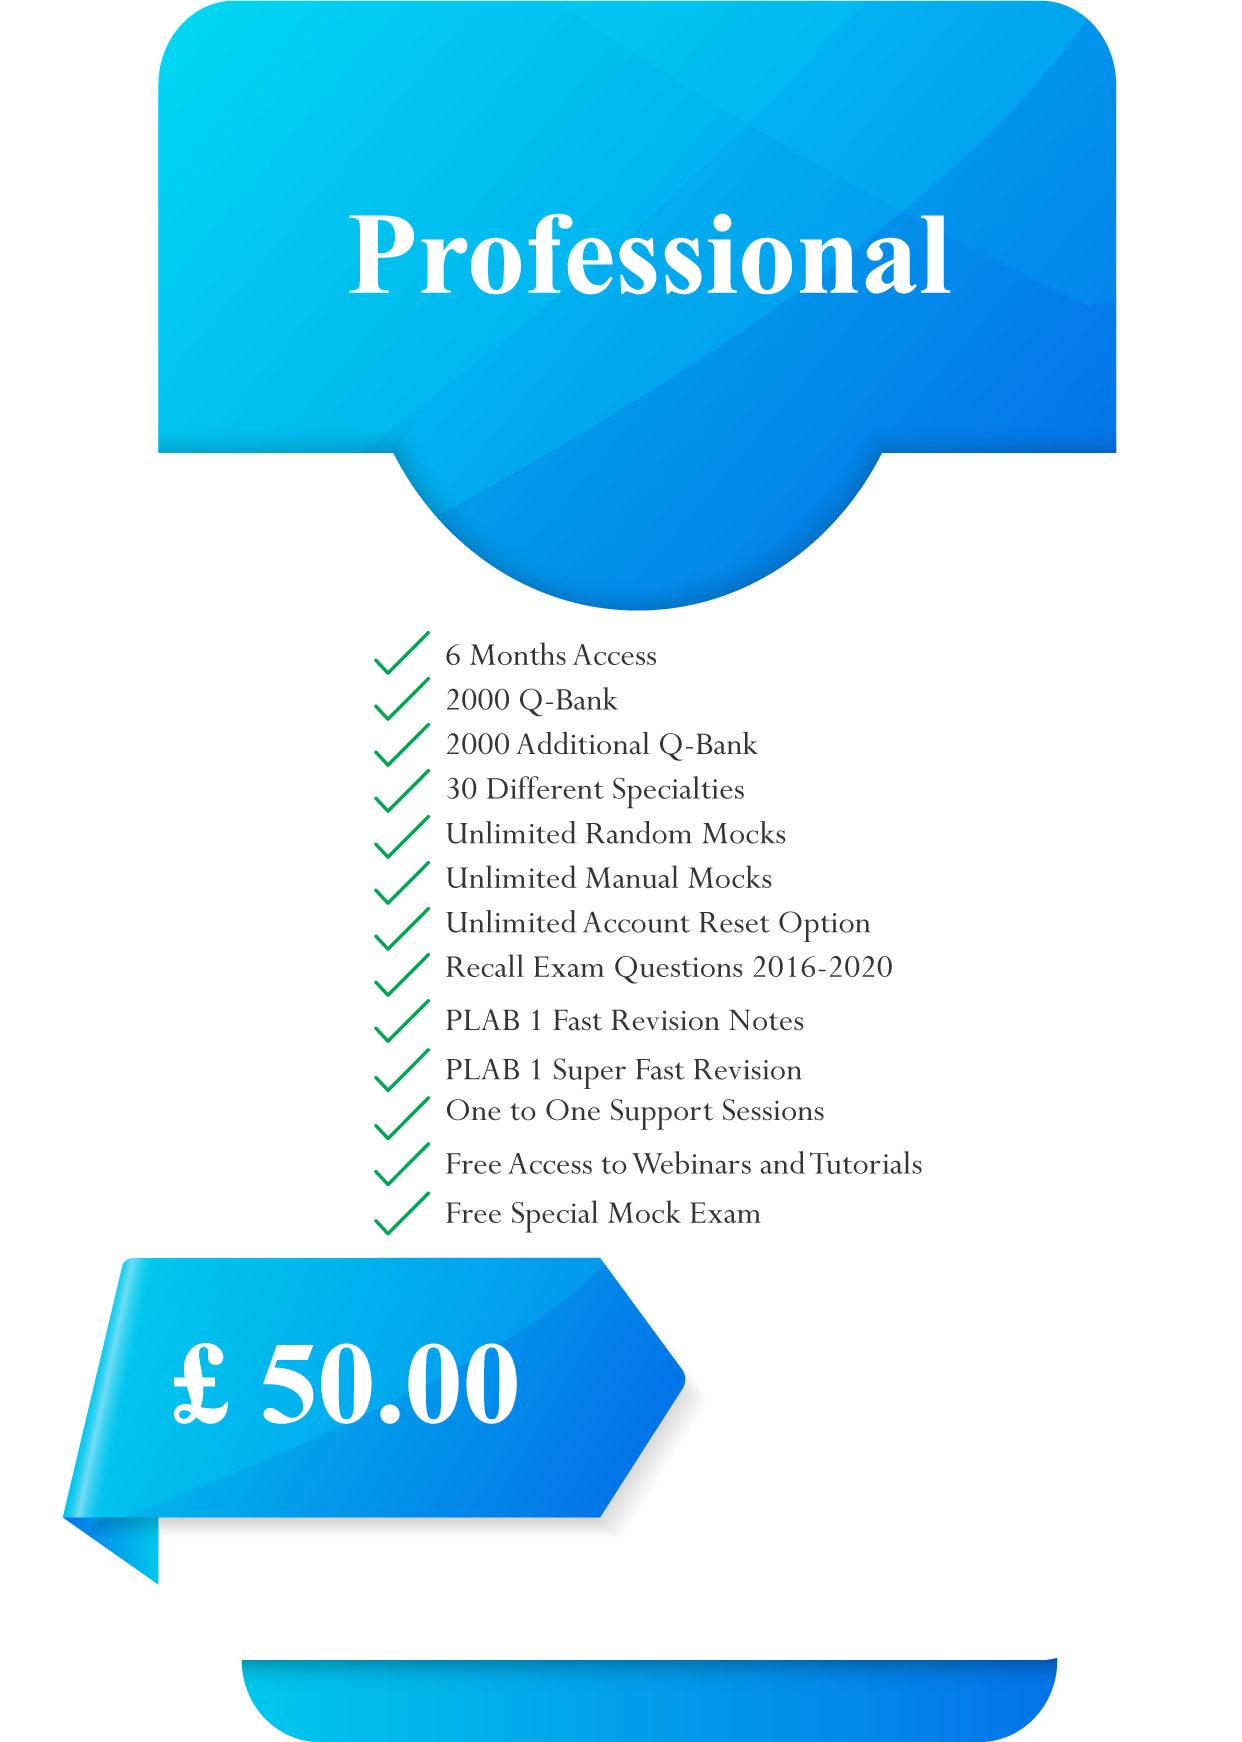 Professional
6 Months Access
2000 Q-Bank
2000 Additional Q-Bank
30 Different Specialties
Unlimited Random Mocks
Unlimited Manual Mocks
Unlimited Account Reset Option
Recall Exam Questions 2016-2020
PLAB 1 Fast Revision Notes
PLAB 1 Super Fast Revision
One to One Support Sessions
Free Access to Webinars and Tutorials
Free Special Mock Exam
£ 50.00